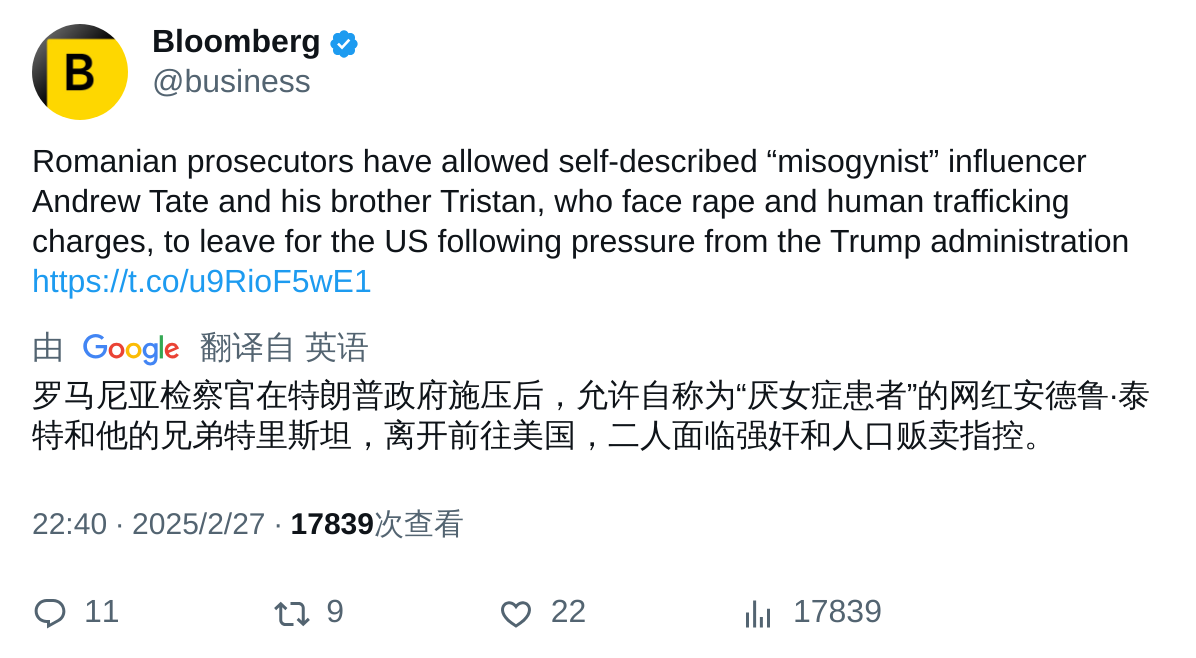 B
Bloomberg
@business
Romanian prosecutors have allowed self-described “misogynist” influencer
Andrew Tate and his brother Tristan, who face rape and human trafficking
charges, to leave for the US following pressure from the Trump administration
https://t.co/u9RioF5wE1
由 Google 翻译自 英语
罗马尼亚检察官在特朗普政府施压后，允许自称为“厌女症患者”的网红安德鲁·泰
特和他的兄弟特里斯坦，离开前往美国，二人面临强奸和人口贩卖指控。
22:40 · 2025/2/27 · 17839次查看
11 9 22 17839